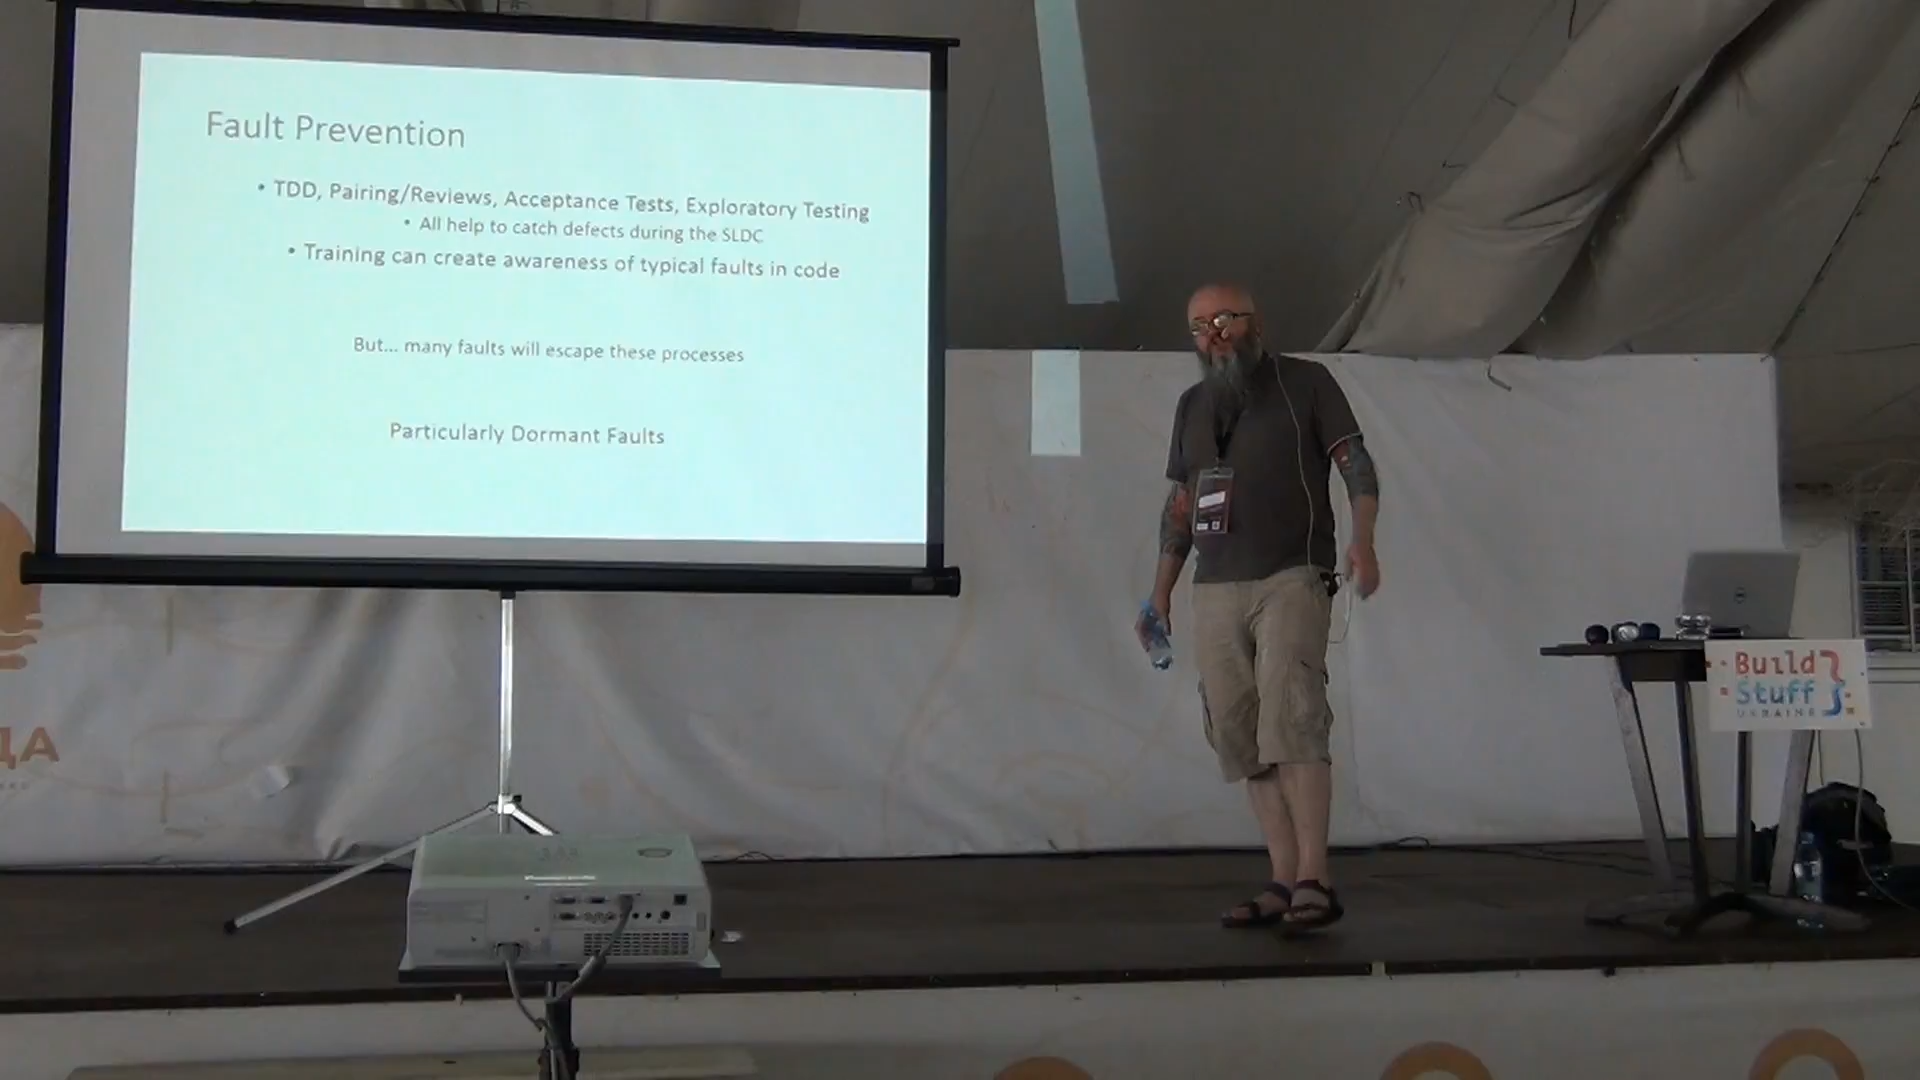 Fault Prevention
• TDD, Pairing/Reviews, Acceptance Tests, Exploratory Testing
• All help to catch defects during the SLDC
• Training can create awareness of typical faults in code
But... many faults will escape these processes
Particularly Dormant Faults
Build
Stuff
UKRAINE
ДА
DELL